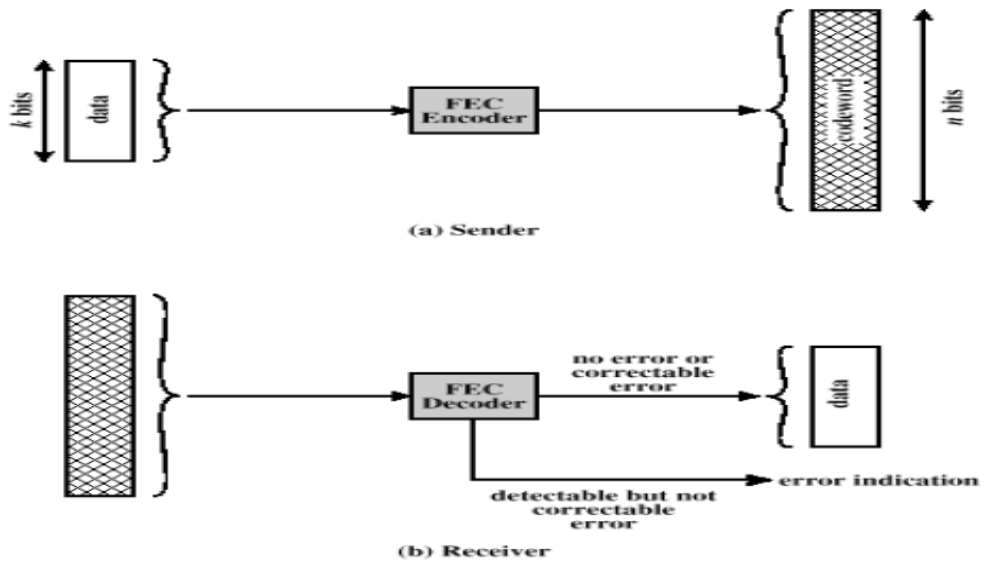 k bits
data
FEC
Encoder
codeword
n bits
(a) Sender
no error or
correctable
error
FEC
Decoder
data
error indication
detectable but not
correctable
error
(b) Receiver